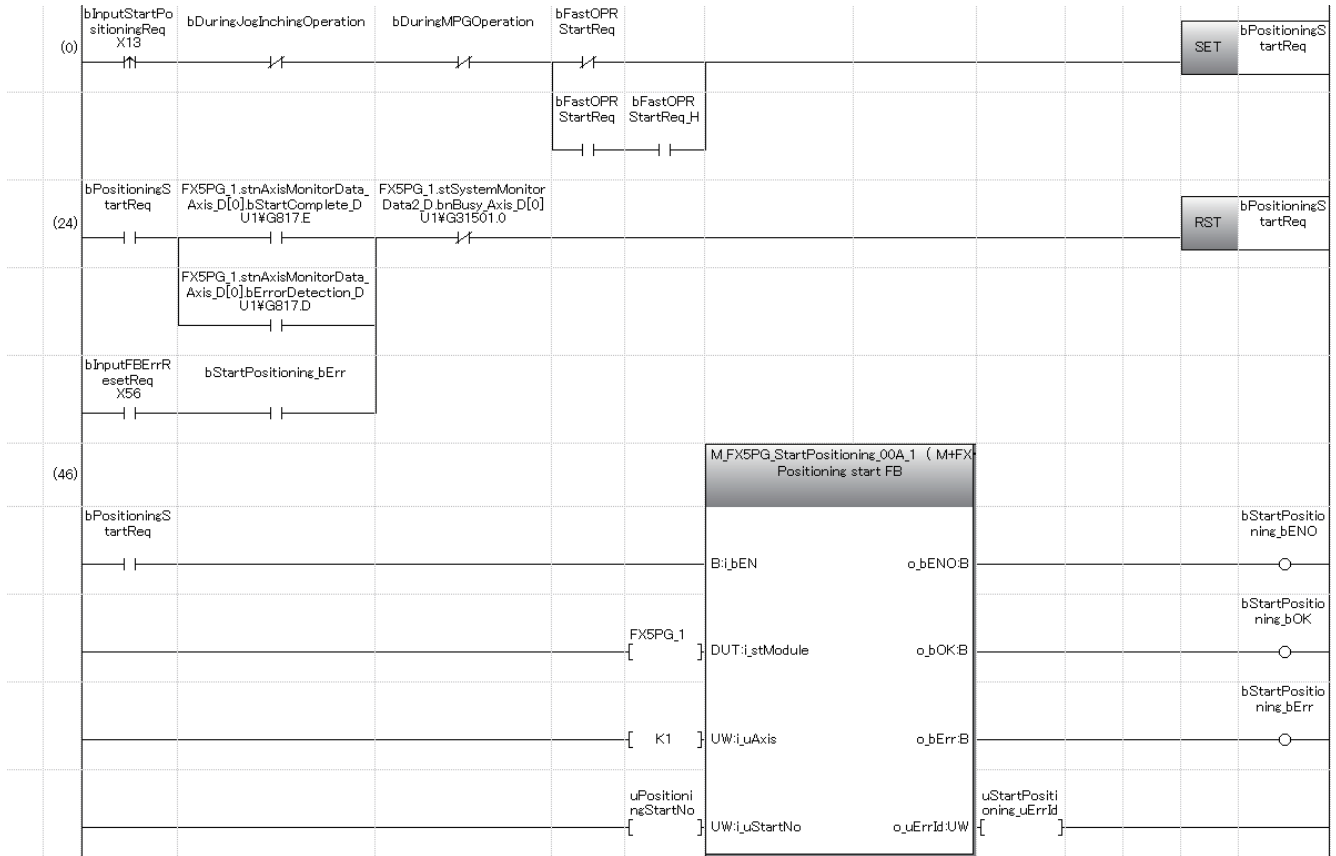 (0)
bInputStartPo
sitioningReq
X13
bDuringJogInchingOperation
bDuringMPGOperation
bFastOPR
StartReq
SET
bPositioningS
tartReq
bFastOPR
StartReq
bFastOPR
StartReq_H
(24)
bPositioningS
tartReq
FX5PG_1.stnAxisMonitorData_
Axis_D[0].bStartComplete_D
U1¥G817.E
FX5PG_1.stSystemMonitor
Data2_D.bnBusy_Axis_D[0]
U1¥G31501.0
RST
bPositioningS
tartReq
FX5PG_1.stnAxisMonitorData_
Axis_D[0].bErrorDetection_D
U1¥G817.D
bInputFBErrR
esetReq
X56
bStartPositioning_bErr
(46)
M_FX5PG_StartPositioning_00A_1 ( M+FX
Positioning start FB
bPositioningS
tartReq
B:i_bEN
o_bENO:B
bStartPositio
ning_bENO
FX5PG_1
DUT:i_stModule
o_bOK:B
bStartPositio
ning_bOK
K1
UW:i_uAxis
o_bErr:B
bStartPositio
ning_bErr
uPositioni
ngStartNo
UW:i_uStartNo
o_uErrId:UW
uStartPositi
oning_uErrId